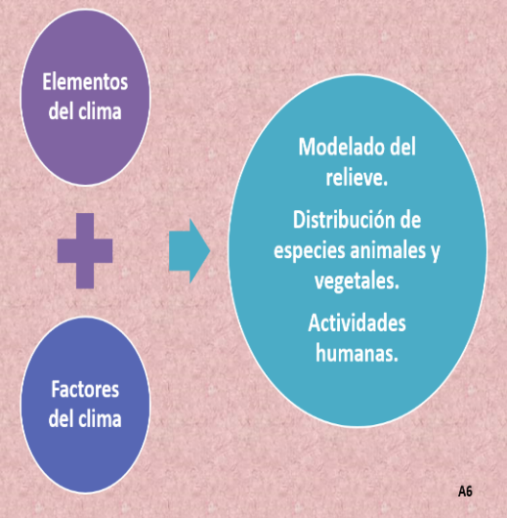 Elementos
del clima
Factores
del clima
Modelado del
relieve.
Distribución de
especies animales y
vegetales.
Actividades
humanas.
A6